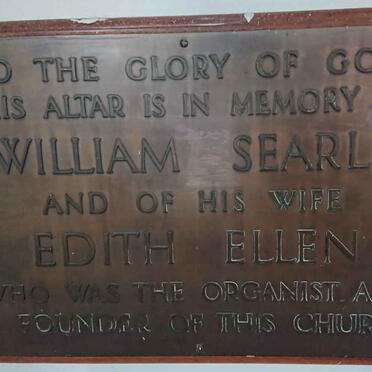 O THE GLORY OF GO
IS ALTAR IS IN MEMORY
WILLIAM SEARL
AND OF HIS WIFE
EDITH ELLEN
WHO WAS THE ORGANIST A
FOUNDER OF THIS CHUR